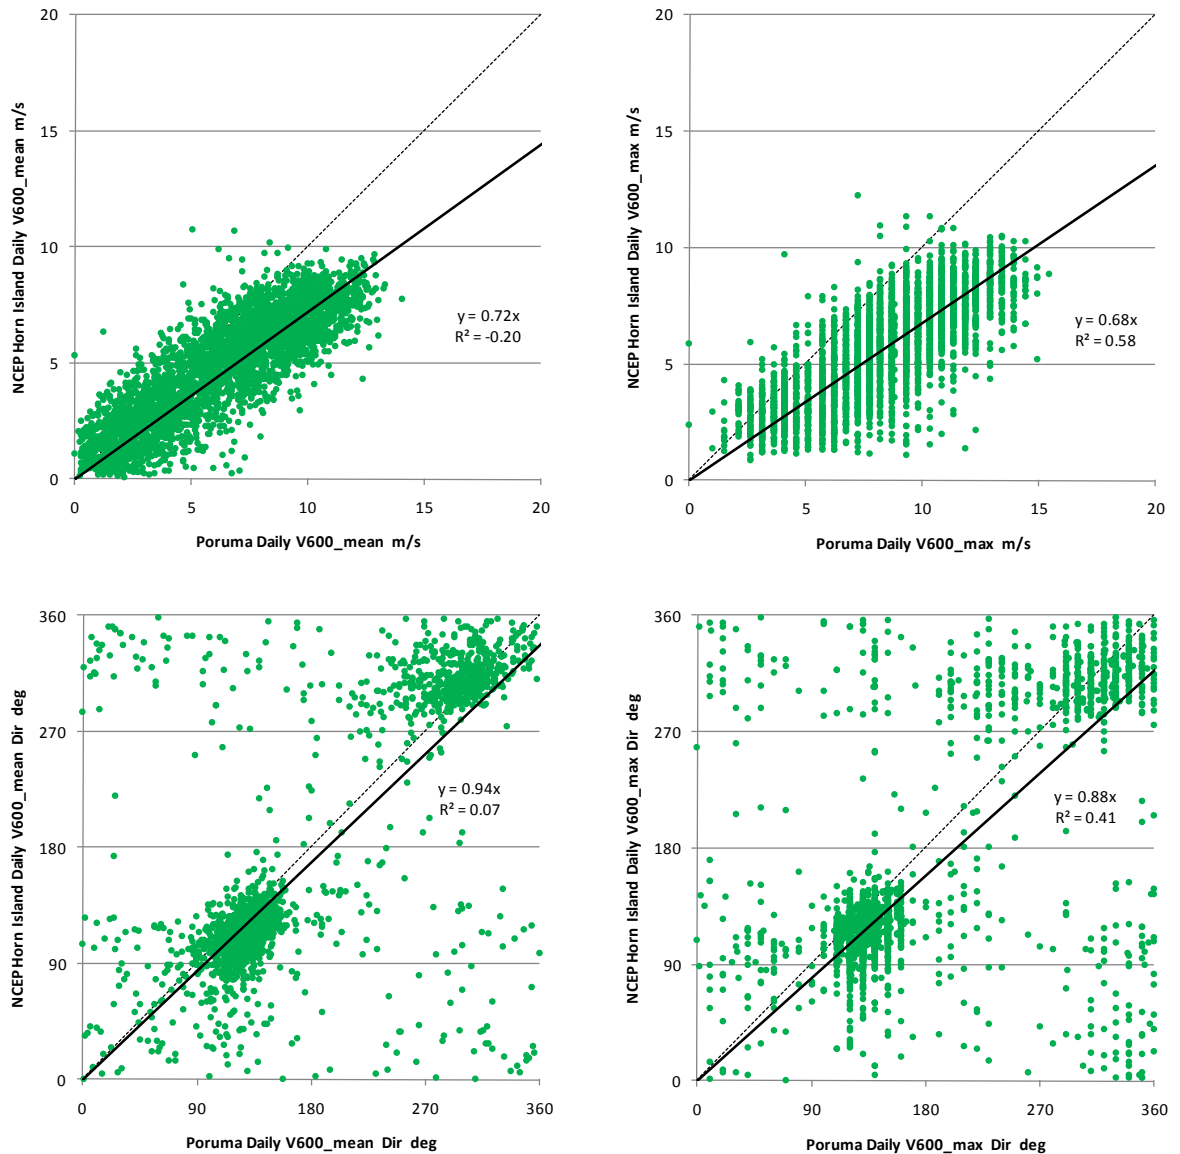 NCEP Horn Island Daily V600_mean m/s
20
15
10
5
0
y = 0.72x
R² = -0.20
0 5 10 15 20
Poruma Daily V600_mean m/s
NCEP Horn Island Daily V600_max m/s
20
15
10
5
0
y = 0.68x
R² = 0.58
0 5 10 15 20
Poruma Daily V600_max m/s
NCEP Horn Island Daily V600_mean Dir deg
360
270
180
90
0
y = 0.94x
R² = 0.07
0 90 180 270 360
Poruma Daily V600_mean Dir deg
NCEP Horn Island Daily V600_max Dir deg
360
270
180
90
0
y = 0.88x
R² = 0.41
0 90 180 270 360
Poruma Daily V600_max Dir deg